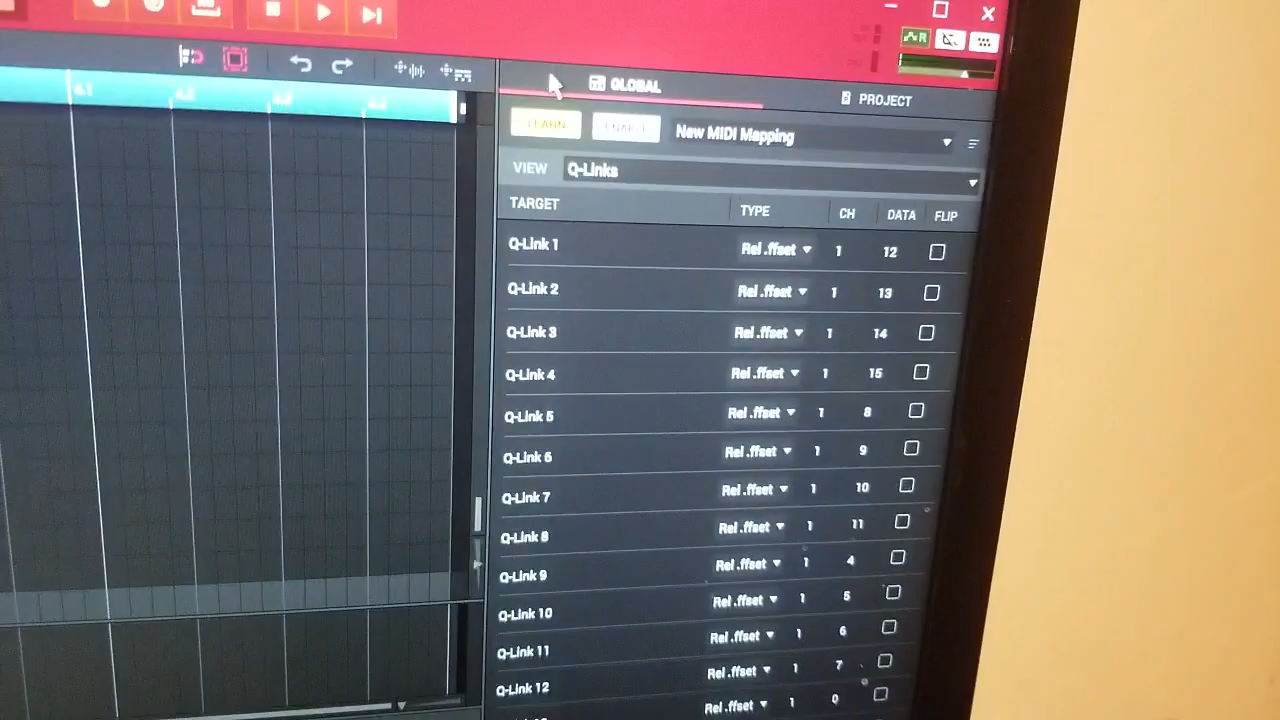 GLOBAL
PROJECT
LEARN
New MIDI Mapping
VIEW
Q-Links
TARGET TYPE CH DATA FLIP
Q-Link 1 Rel .ffset 1 12
Q-Link 2 Rel .ffset 1 13
Q-Link 3 Rel .ffset 1 14
Q-Link 4 Rel .ffset 1 15
Q-Link 5 Rel .ffset 1 8
Q-Link 6 Rel .ffset 1 9
Q-Link 7 Rel .ffset 1 10
Q-Link 8 Rel .ffset 1 11
Q-Link 9 Rel .ffset 1 4
Q-Link 10 Rel .ffset 1 5
Q-Link 11 Rel .ffset 1 6
Q-Link 12 Rel .ffset 1 7
Rel .ffset 1 0